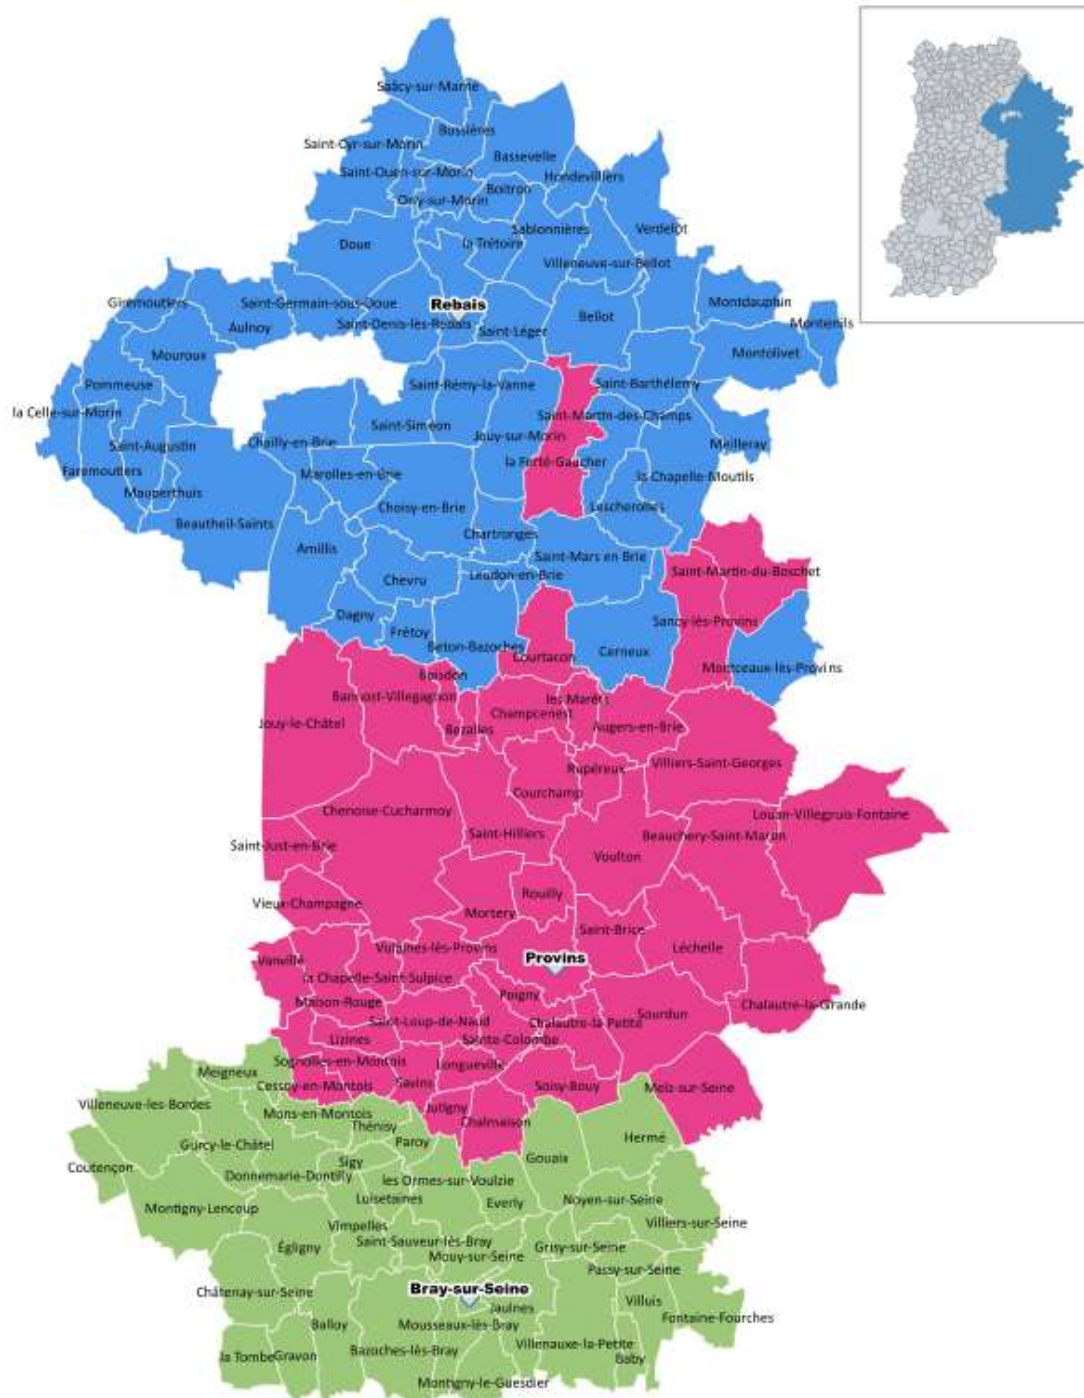 Saâcy-sur-Marne
Bussières
Saint-Cyr-sur-Morin
Bassevelle
Saint-Ouen-sur-Morin
Hondevilliers
Boitron
Orly-sur-Morin
Sablonnières
Verdelot
Doue
la Trétoire
Villeneuve-sur-Bellot
Giremoutiers
Saint-Germain-sous-Doue
Rebais
Montdauphin
Aulnoy
Saint-Denis-lès-Rebais
Saint-Léger
Bellot
Montenils
Mouroux
Montolivet
Pommeuse
Saint-Rémy-la-Vanne
Saint-Barthélemy
la Celle-sur-Morin
Saint-Siméon
Saint-Martin-des-Champs
Saint-Augustin
Chailly-en-Brie
Jouy-sur-Morin
Meilleray
Faremoutiers
Marolles-en-Brie
la Ferté-Gaucher
la Chapelle-Moutils
Mauperthuis
Choisy-en-Brie
Lescherolles
Beautheil-Saints
Chartronges
Amillis
Saint-Mars en Brie
Chevru
Leudon-en-Brie
Saint-Martin-du-Boschet
Dagny
Sancy-lès-Provins
Frétoy
Beton-Bazoches
Courtacon
Cerneux
Montceaux-lès-Provins
Boisdon
Bannost-Villegagnon
les Marêts
Jouy-le-Châtel
Champcenest
Bezalles
Augers-en-Brie
Rupéreux
Villiers-Saint-Georges
Courchamp
Chenoise-Cucharmoy
Louan-Villegruis-Fontaine
Saint-Hilliers
Beauchery-Saint-Martin
Saint-Just-en-Brie
Voulton
Rouilly
Vieux-Champagne
Mortery
Saint-Brice
Vulaines-lès-Provins
Léchelle
Vanvillé
Provins
la Chapelle-Saint-Sulpice
Poigny
Maison-Rouge
Chalautre-la-Grande
Saint-Loup-de-Naud
Chalautre-la-Petite
Sourdun
Lizines
Sainte-Colombe
Sognolles-en-Montois
Longueville
Meigneux
Cessoy-en-Montois
Savins
Soisy-Bouy
Melz-sur-Seine
Villeneuve-les-Bordes
Mons-en-Montois
Jutigny
Chalmaison
Thénisy
Gurcy-le-Châtel
Paroy
Hermé
Coutençon
Sigy
Gouaix
Donnemarie-Dontilly
les Ormes-sur-Voulzie
Luisetaines
Everly
Noyen-sur-Seine
Montigny-Lencoup
Vimpelles
Villiers-sur-Seine
Égligny
Saint-Sauveur-lès-Bray
Mouy-sur-Seine
Grisy-sur-Seine
Passy-sur-Seine
Châtenay-sur-Seine
Bray-sur-Seine
Jaulnes
Villuis
Balloy
Mousseaux-lès-Bray
Fontaine-Fourches
la Tombe
Gravon
Bazoches-lès-Bray
Villenauxe-la-Petite
Baby
Montigny-le-Guesdier